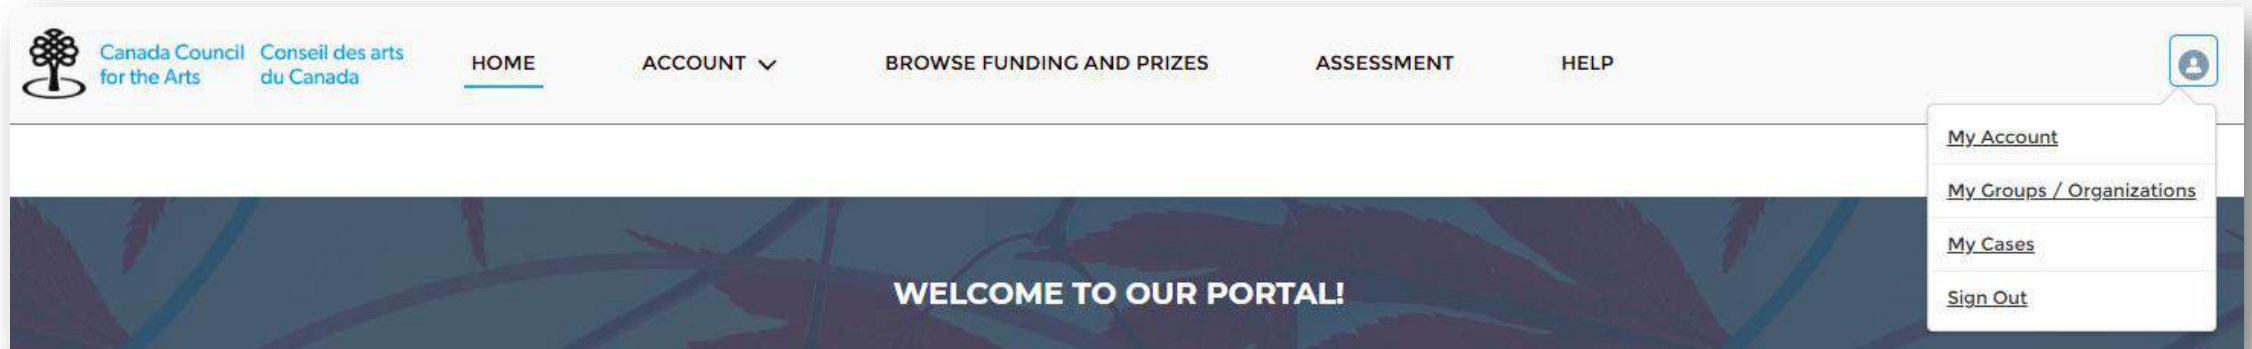 Canada Council
for the Arts
Conseil des arts
du Canada
HOME
ACCOUNT
BROWSE FUNDING AND PRIZES
ASSESSMENT
HELP
My Account
My Groups / Organizations
My Cases
Sign Out
WELCOME TO OUR PORTAL!